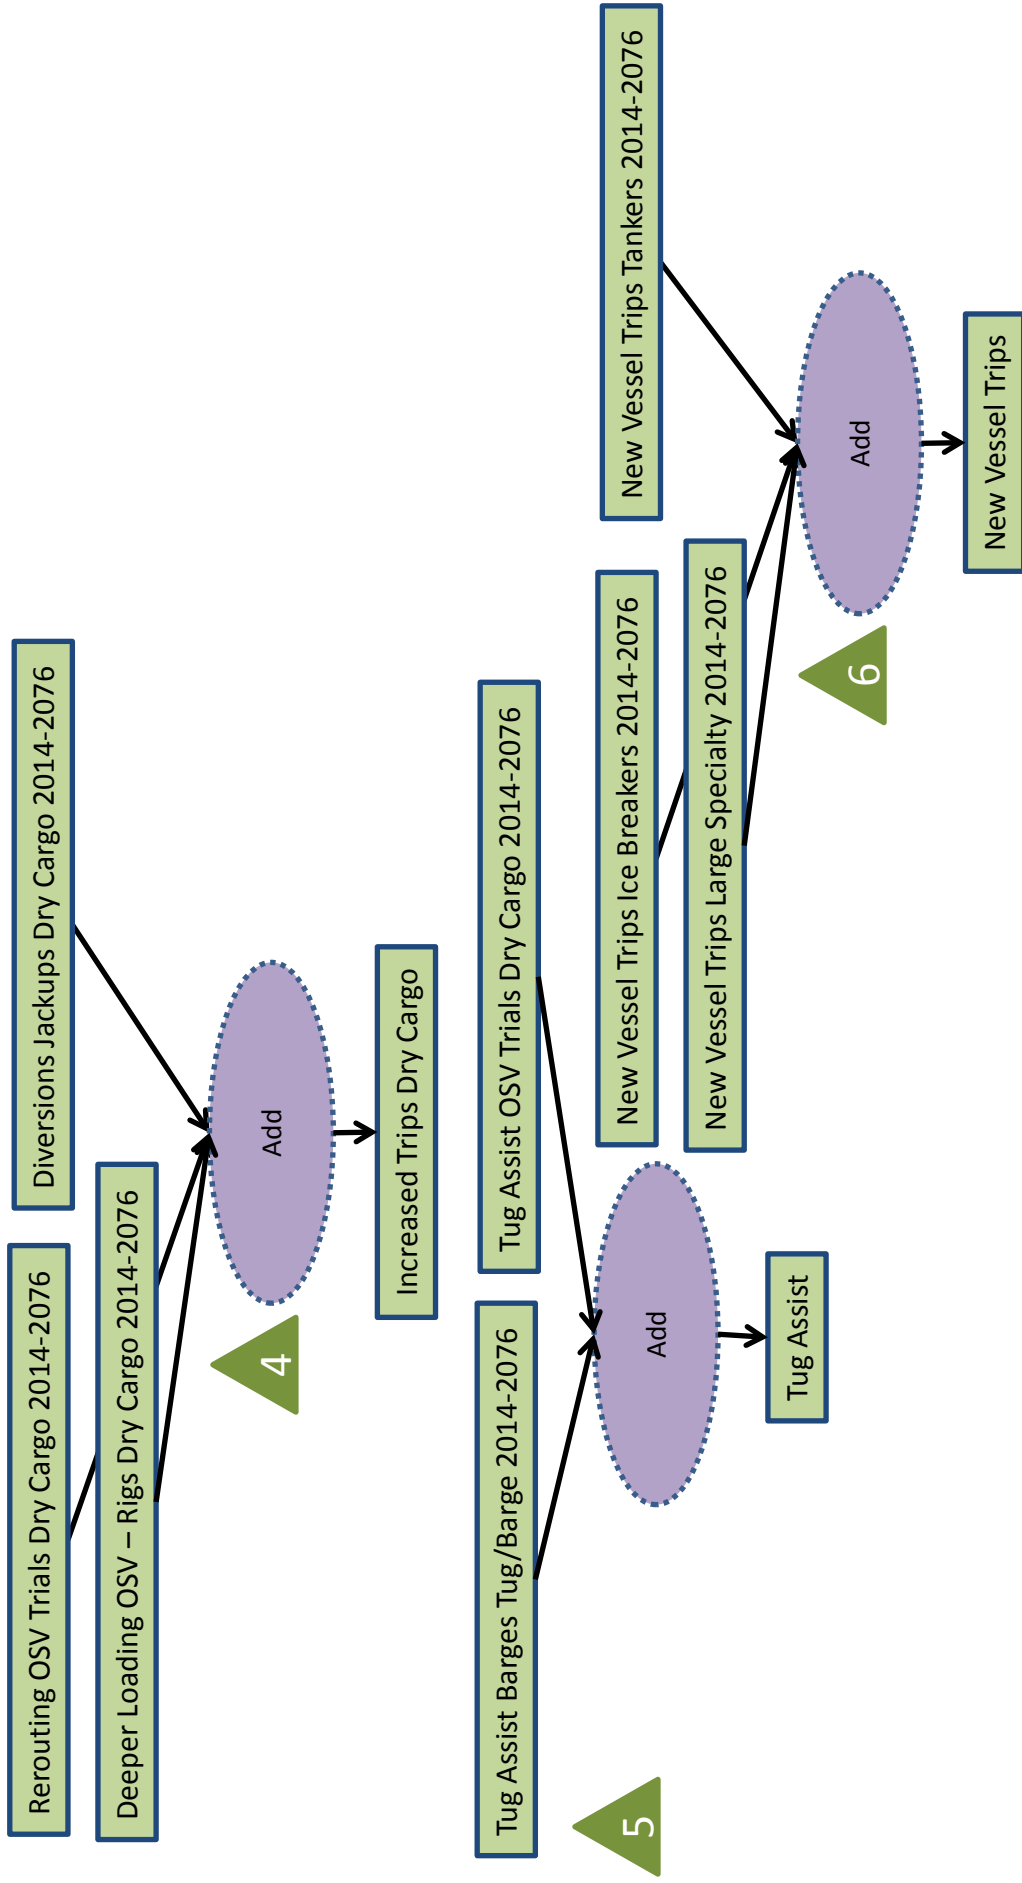 Rerouting OSV Trials Dry Cargo 2014-2076
Diversions Jackups Dry Cargo 2014-2076
Deeper Loading OSV – Rigs Dry Cargo 2014-2076
4
Add
Increased Trips Dry Cargo
Tug Assist Barges Tug/Barge 2014-2076
Tug Assist OSV Trials Dry Cargo 2014-2076
5
Add
Tug Assist
New Vessel Trips Ice Breakers 2014-2076
New Vessel Trips Tankers 2014-2076
New Vessel Trips Large Specialty 2014-2076
6
Add
New Vessel Trips